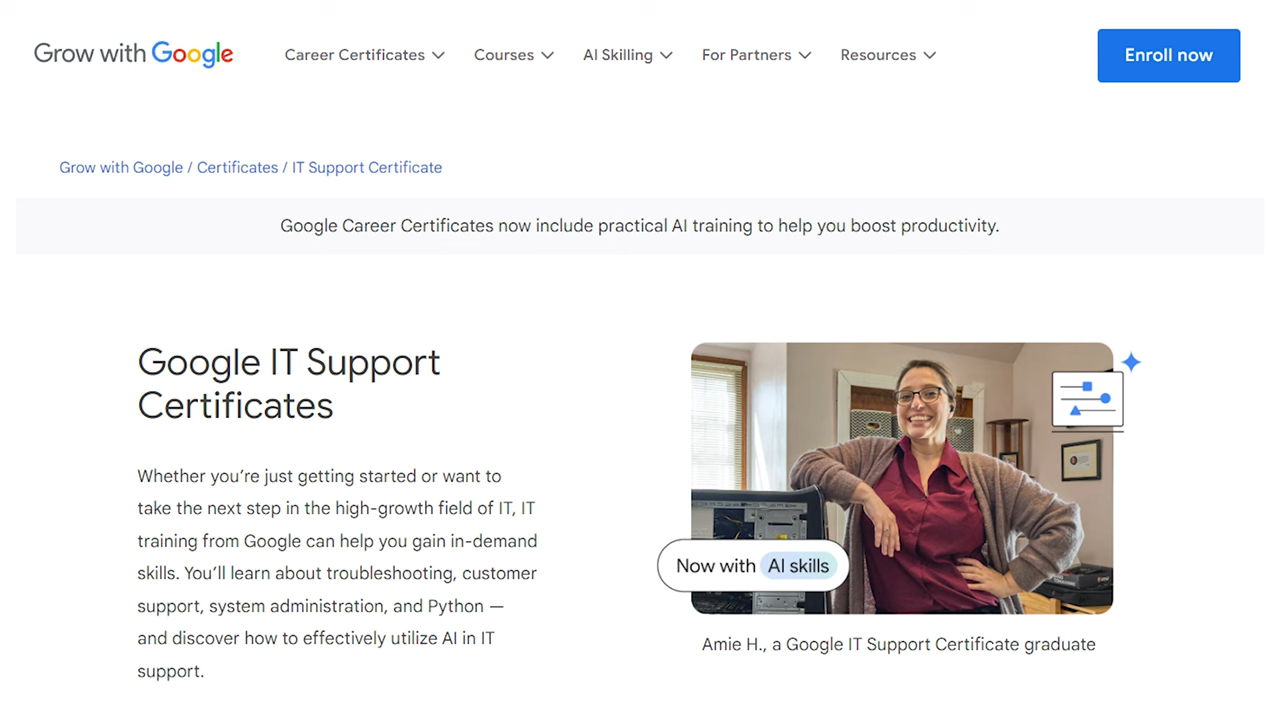 Grow with Google
Career Certificates
Courses
AI Skilling
For Partners
Resources
Enroll now
Grow with Google / Certificates / IT Support Certificate
Google Career Certificates now include practical AI training to help you boost productivity.
Google IT Support
Certificates
Whether you’re just getting started or want to
take the next step in the high-growth field of IT, IT
training from Google can help you gain in-demand
skills. You’ll learn about troubleshooting, customer
support, system administration, and Python —
and discover how to effectively utilize AI in IT
support.
Now with AI skills
Amie H., a Google IT Support Certificate graduate